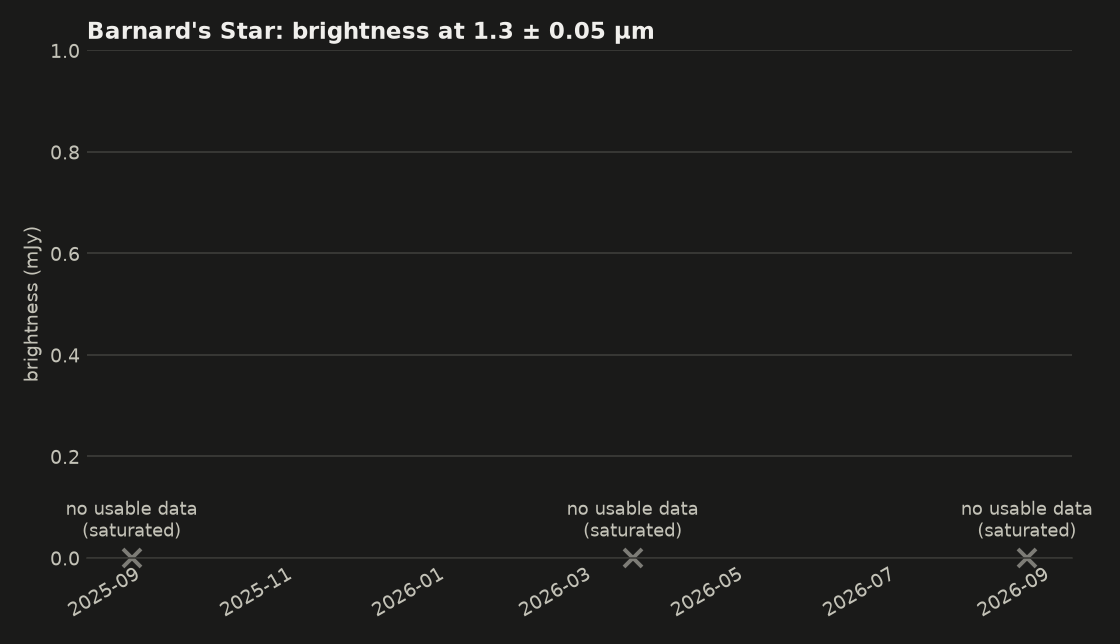 Barnard's Star: brightness at 1.3 ± 0.05 µm
brightness (mJy)
1.0
0.8
0.6
0.4
0.2
0.0
no usable data
(saturated)
no usable data
(saturated)
no usable data
(saturated)
2025-09
2025-11
2026-01
2026-03
2026-05
2026-07
2026-09